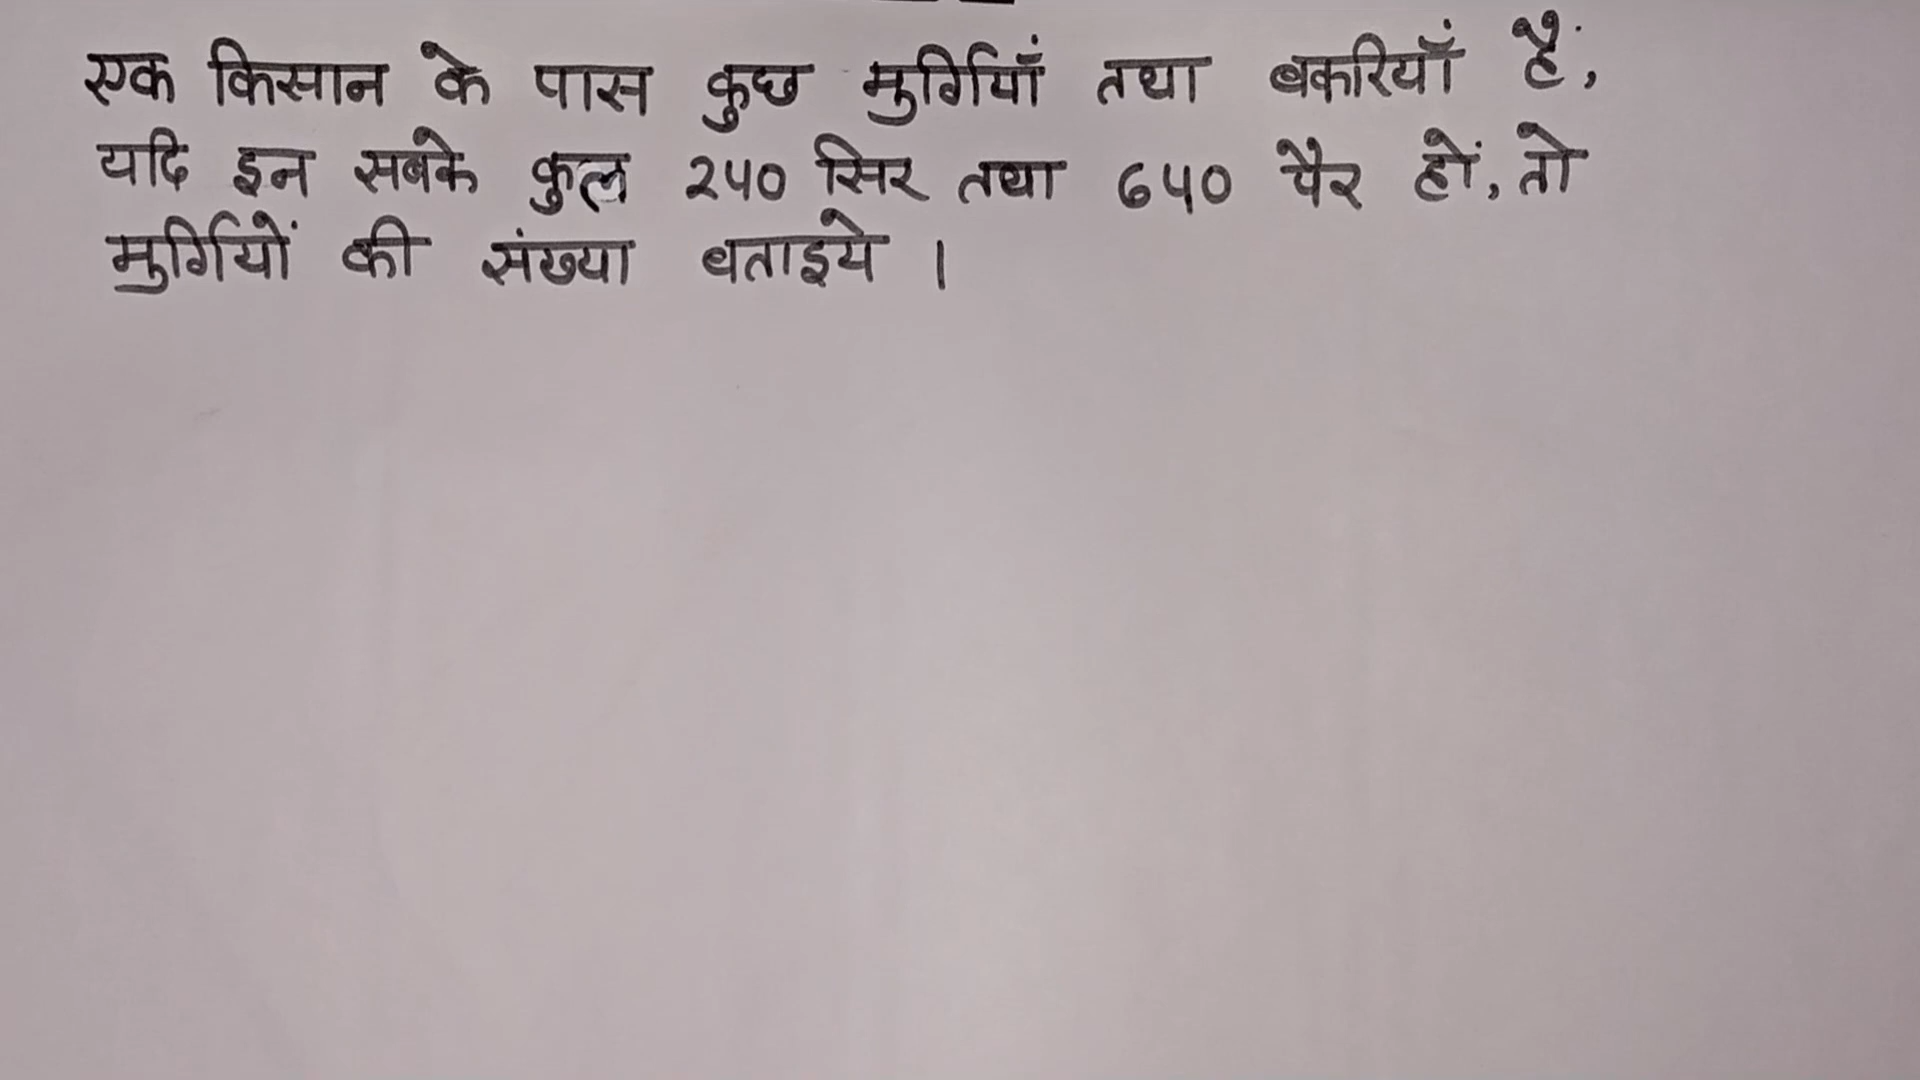 एक किसान के पास कुछ मुर्गियाँ तथा बकरियाँ हैं,
यदि इन सबके कुल 240 सिर तथा 640 पैर हों, तो
मुर्गियों की संख्या बताइये ।